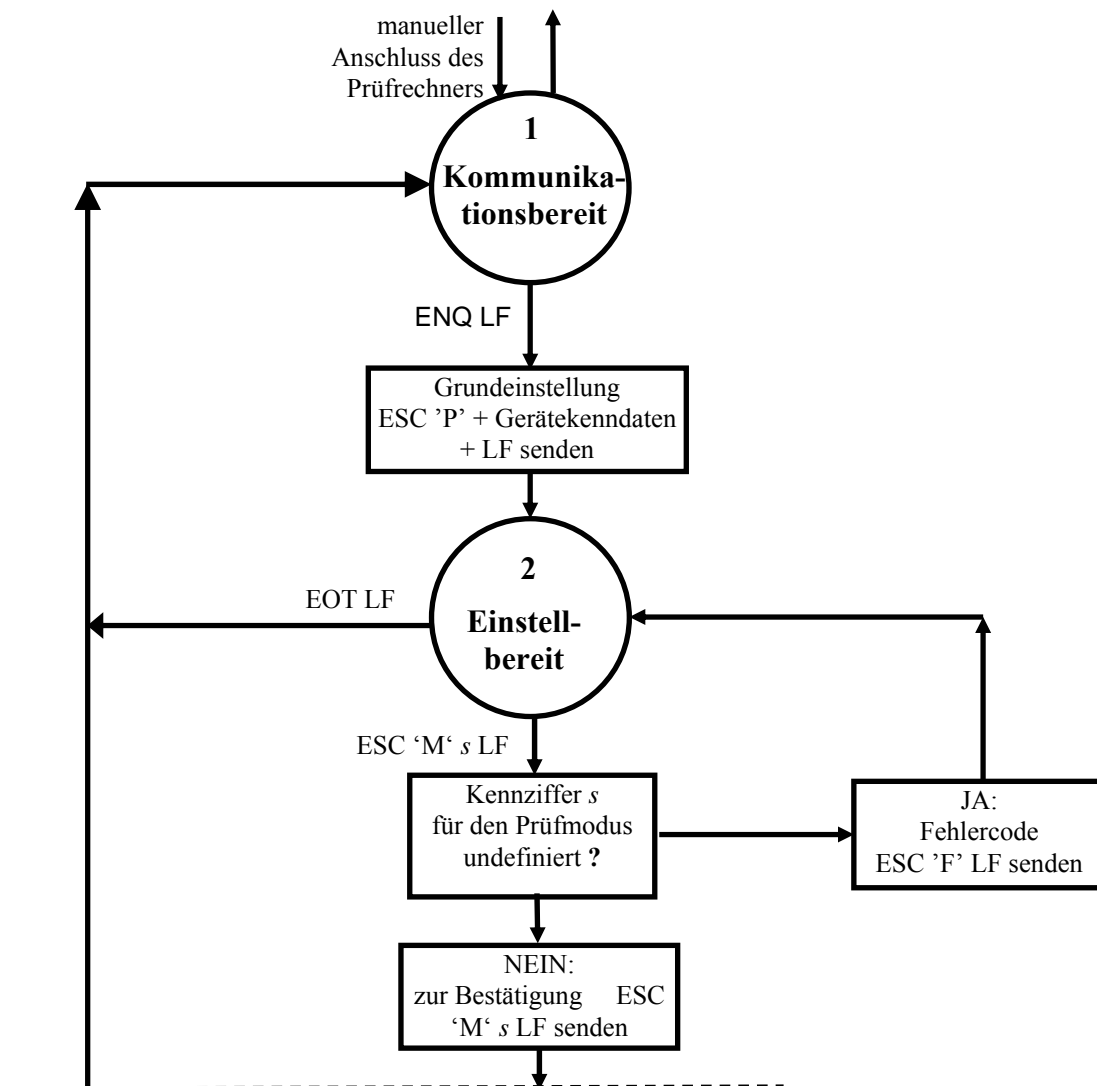 manueller
Anschluss des
Prüfrechners
1
Kommunika-
tionsbereit
ENQ LF
Grundeinstellung
ESC ’P’ + Gerätekenndaten
+ LF senden
2
Einstell-
bereit
EOT LF
ESC ‘M‘ s LF
Kennziffer s
für den Prüfmodus
undefiniert ?
JA:
Fehlercode
ESC ’F’ LF senden
NEIN:
zur Bestätigung ESC
‘M‘ s LF senden